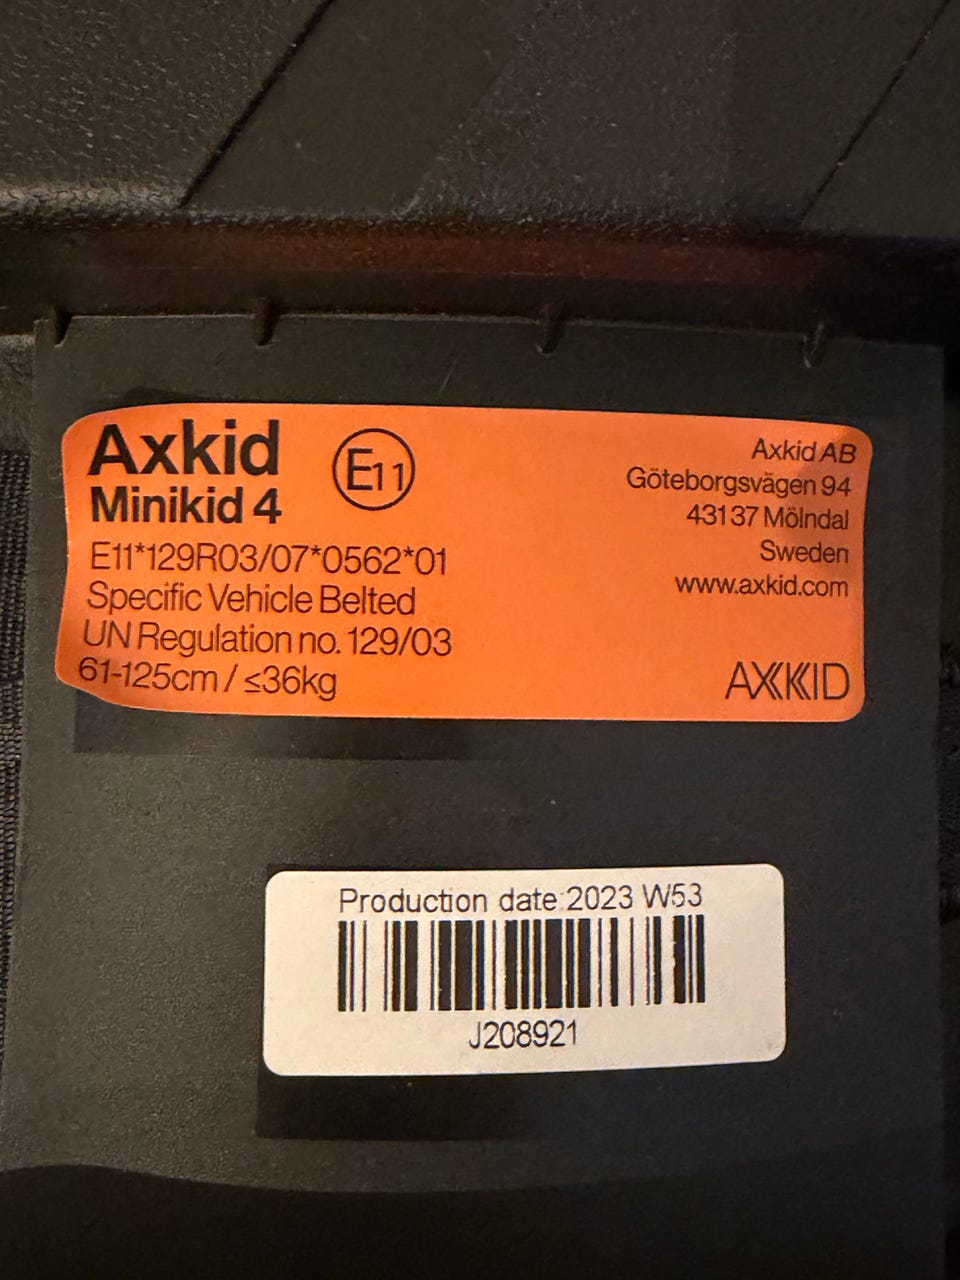 Axkid
Minikid 4
E11
E11*129R03/07*0562*01
Specific Vehicle Belted
UN Regulation no. 129/03
61-125cm / ≤36kg
Axkid AB
Göteborgsvägen 94
43137 Mölndal
Sweden
www.axkid.com
AXKID
Production date:2023 W53
J208921